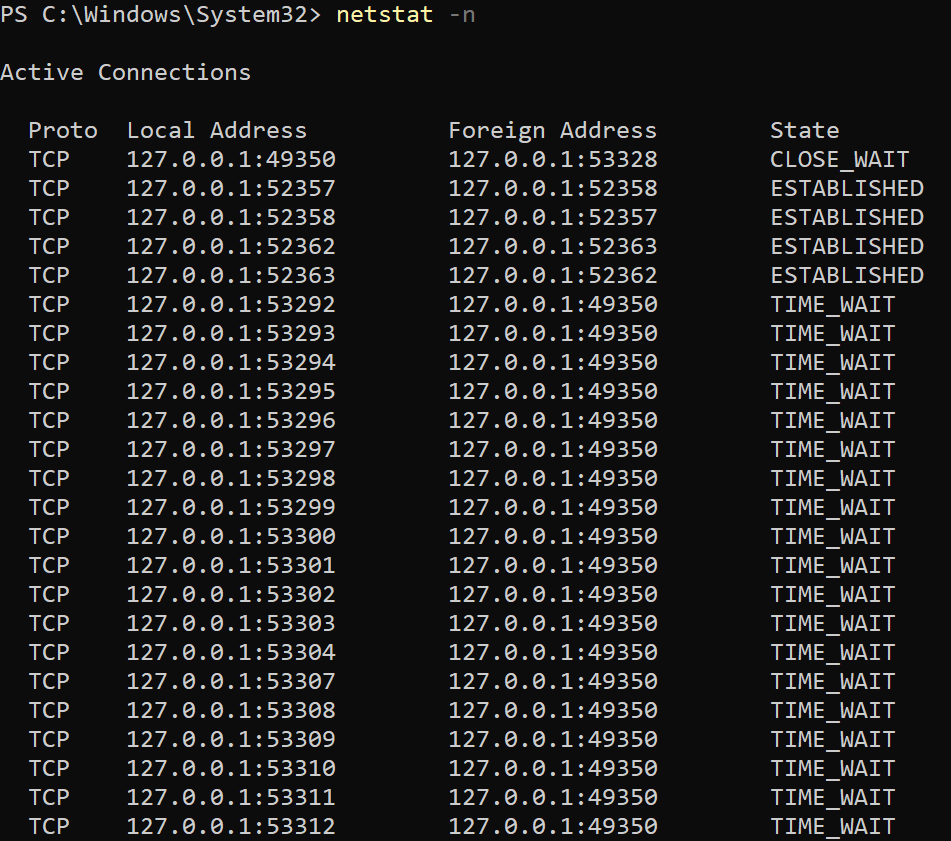 PS C:\Windows\System32> netstat -n
Active Connections
Proto Local Address Foreign Address State
TCP 127.0.0.1:49350 127.0.0.1:53328 CLOSE_WAIT
TCP 127.0.0.1:52357 127.0.0.1:52358 ESTABLISHED
TCP 127.0.0.1:52358 127.0.0.1:52357 ESTABLISHED
TCP 127.0.0.1:52362 127.0.0.1:52363 ESTABLISHED
TCP 127.0.0.1:52363 127.0.0.1:52362 ESTABLISHED
TCP 127.0.0.1:53292 127.0.0.1:49350 TIME_WAIT
TCP 127.0.0.1:53293 127.0.0.1:49350 TIME_WAIT
TCP 127.0.0.1:53294 127.0.0.1:49350 TIME_WAIT
TCP 127.0.0.1:53295 127.0.0.1:49350 TIME_WAIT
TCP 127.0.0.1:53296 127.0.0.1:49350 TIME_WAIT
TCP 127.0.0.1:53297 127.0.0.1:49350 TIME_WAIT
TCP 127.0.0.1:53298 127.0.0.1:49350 TIME_WAIT
TCP 127.0.0.1:53299 127.0.0.1:49350 TIME_WAIT
TCP 127.0.0.1:53300 127.0.0.1:49350 TIME_WAIT
TCP 127.0.0.1:53301 127.0.0.1:49350 TIME_WAIT
TCP 127.0.0.1:53302 127.0.0.1:49350 TIME_WAIT
TCP 127.0.0.1:53303 127.0.0.1:49350 TIME_WAIT
TCP 127.0.0.1:53304 127.0.0.1:49350 TIME_WAIT
TCP 127.0.0.1:53307 127.0.0.1:49350 TIME_WAIT
TCP 127.0.0.1:53308 127.0.0.1:49350 TIME_WAIT
TCP 127.0.0.1:53309 127.0.0.1:49350 TIME_WAIT
TCP 127.0.0.1:53310 127.0.0.1:49350 TIME_WAIT
TCP 127.0.0.1:53311 127.0.0.1:49350 TIME_WAIT
TCP 127.0.0.1:53312 127.0.0.1:49350 TIME_WAIT